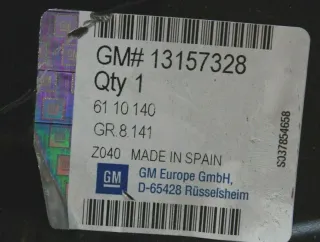 GM# 13157328
Qty 1
61 10 140
GR.8.141
Z040 MADE IN SPAIN
GM
GM Europe GmbH,
D-65428 Rüsselsheim
S037854658